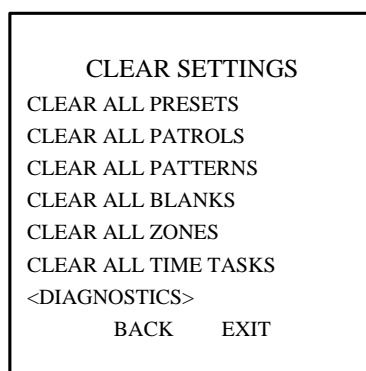 CLEAR SETTINGS
CLEAR ALL PRESETS
CLEAR ALL PATROLS
CLEAR ALL PATTERNS
CLEAR ALL BLANKS
CLEAR ALL ZONES
CLEAR ALL TIME TASKS
<DIAGNOSTICS>
BACK EXIT